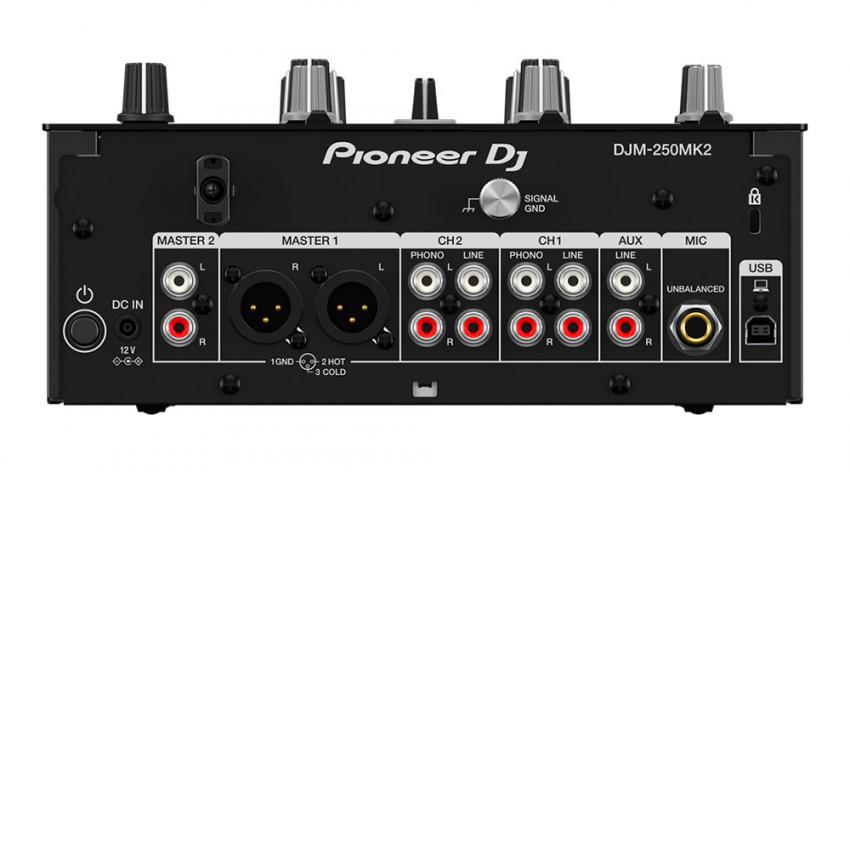 Pioneer Dj
DJM-250MK2
SIGNAL
GND
K
MASTER 2
MASTER 1
CH2
CH1
AUX
MIC
PHONO
LINE
PHONO
LINE
LINE
USB
L
R
L
L
L
L
UNBALANCED
DC IN
R
R
R
R
12 V
1GND
2 HOT
3 COLD